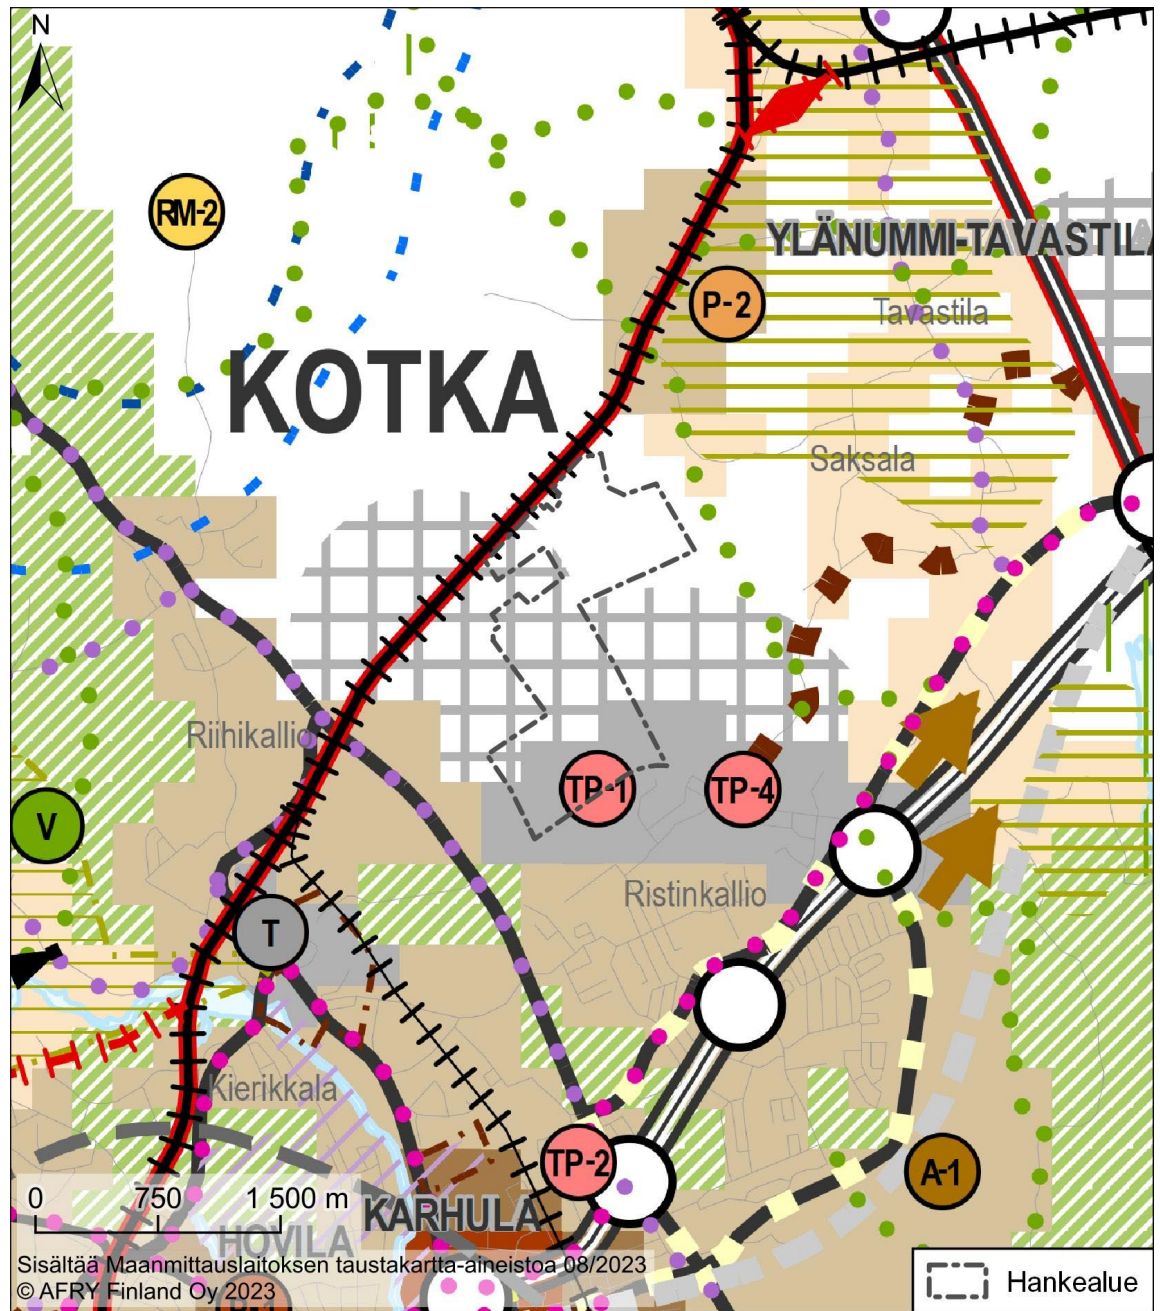 N
RM-2
YLÄNUMMI-TAVASTILA
P-2
Tavastila
KOTKA
Saksala
Riihikallio
TP-1
TP-4
V
Ristinkallio
T
Kierikkala
TP-2
A-1
0 750 1 500 m
KARHULA
HOVILA
Sisältää Maanmittauslaitoksen taustakartta-aineistoa 08/2023
© AFRY Finland Oy 2023
Hankealue